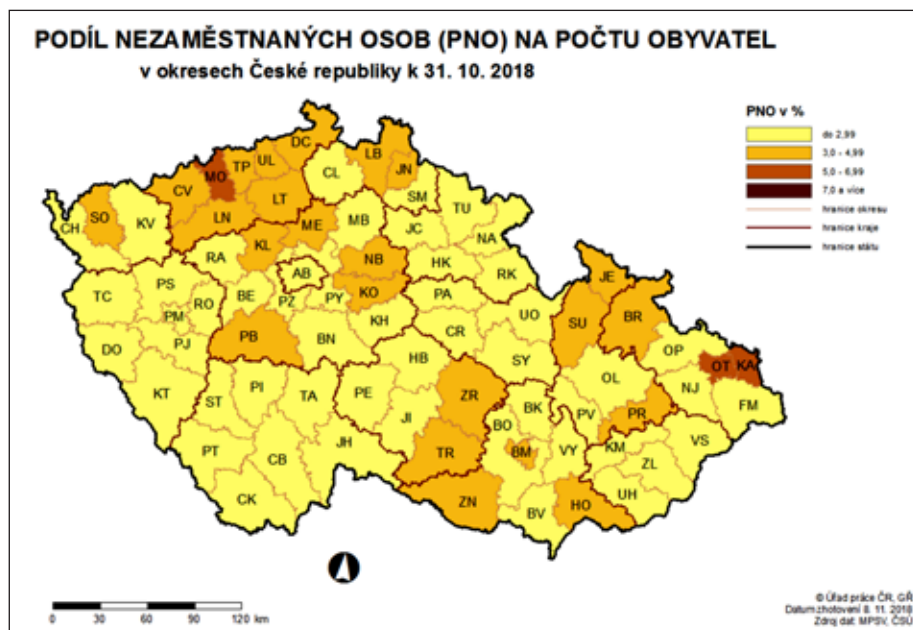 PODÍL NEZAMĚSTNANÝCH OSOB (PNO) NA POČTU OBYVATEL
v okresech České republiky k 31. 10. 2018
PNO v %
do 2,99
3,0 - 4,99
5,0 - 6,99
7,0 a více
hranice okresu
hranice kraje
hranice státu
DC
LB
TP UL
JN
MO
CL
CV
LT
SM
SO
LN
TU
CH
KV
ME
MB
JC
NA
KL
RA
NB
HK
AB
RK
JE
TC
PS
BE
PZ
PY
KO
PA
RO
PM
UO
SU
BR
KH
CR
PB
BN
OP
DO
PJ
HB
SY
OT KA
OL
NJ
KT
PI
TA
PE
ZR
FM
ST
BK
PV
PR
JI
BO
VS
JH
KM
PT
TR
BM
VY
CB
ZL
UH
CK
ZN
BV
HO
0 15 30 60 90 120
km
© Úřad práce ČR, GŘ
Datum zhotovení 8. 11. 2018
Zdroj dat: MPSV, ČSÚ